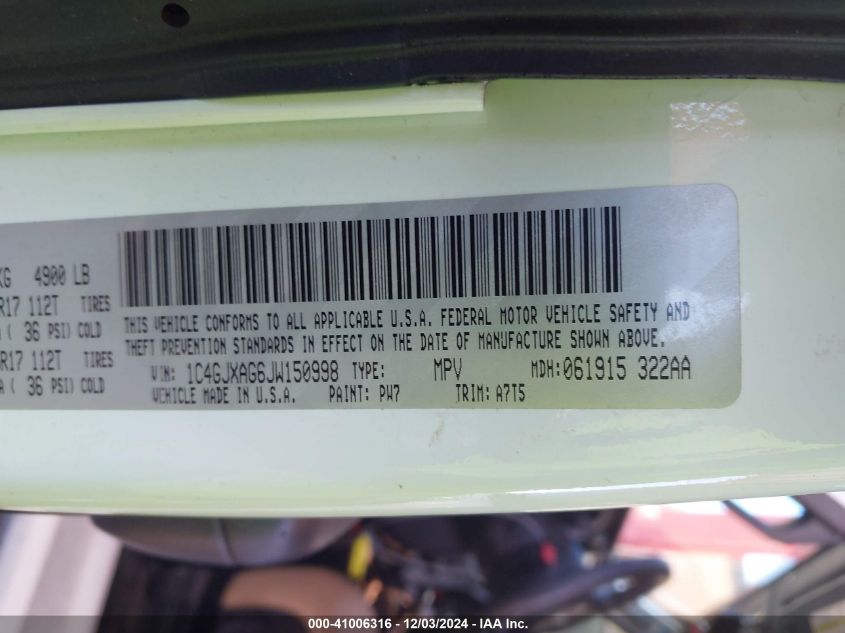 KG 4900 LB
R17 112T TIRES
( 36 PSI) COLD
R17 112T TIRES
A ( 36 PSI) COLD
THIS VEHICLE CONFORMS TO ALL APPLICABLE U.S.A. FEDERAL MOTOR VEHICLE SAFETY AND
THEFT PREVENTION STANDARDS IN EFFECT ON THE DATE OF MANUFACTURE SHOWN ABOVE.
VIN: 1C4GJXAG6JW150998 TYPE: MPV MDH:061915 322AA
VEHICLE MADE IN U.S.A. PAINT: PW7 TRIM: A7T5
000-41006316 - 12/03/2024 - IAA Inc.